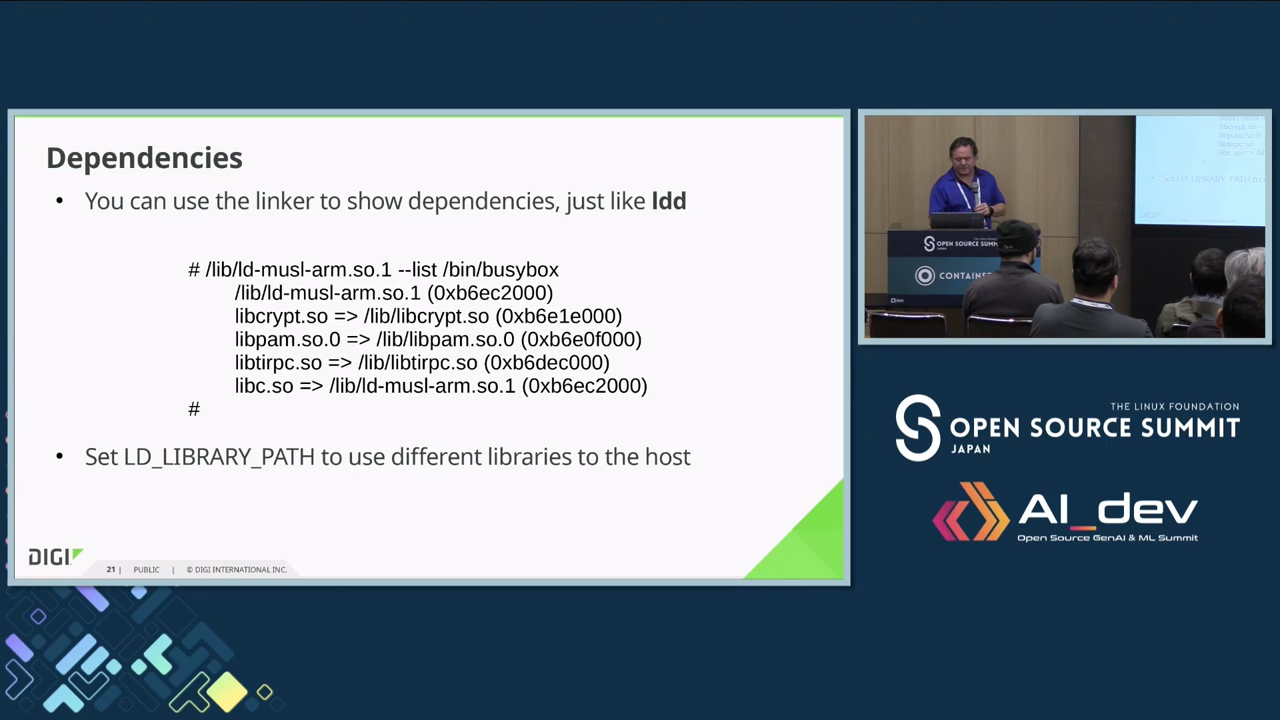 Dependencies
• You can use the linker to show dependencies, just like ldd
# /lib/ld-musl-arm.so.1 --list /bin/busybox
/lib/ld-musl-arm.so.1 (0xb6ec2000)
libcrypt.so => /lib/libcrypt.so (0xb6e1e000)
libpam.so.0 => /lib/libpam.so.0 (0xb6e0f000)
libtirpc.so => /lib/libtirpc.so (0xb6dec000)
libc.so => /lib/ld-musl-arm.so.1 (0xb6ec2000)
#
• Set LD_LIBRARY_PATH to use different libraries to the host
DIGI
21 | PUBLIC | © DIGI INTERNATIONAL INC.
OPEN SOURCE SUMM
CONTAINE
THE LINUX FOUNDATION
OPEN SOURCE SUMMIT
JAPAN
AI_dev
Open Source GenAI & ML Summit